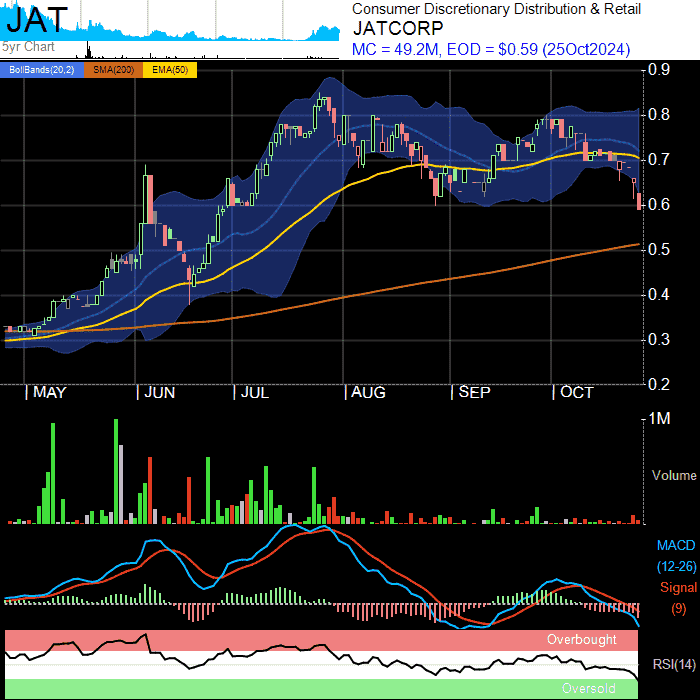 JAT
5yr Chart
Consumer Discretionary Distribution & Retail
JATCORP
MC = 49.2M, EOD = $0.59 (25Oct2024)
BollBands(20,2) SMA(200) EMA(50)
0.9
0.8
0.7
0.6
0.5
0.4
0.3
0.2
MAY JUN JUL AUG SEP OCT
1M
Volume
MACD
(12-26)
Signal
(9)
Overbought
RSI(14)
Oversold